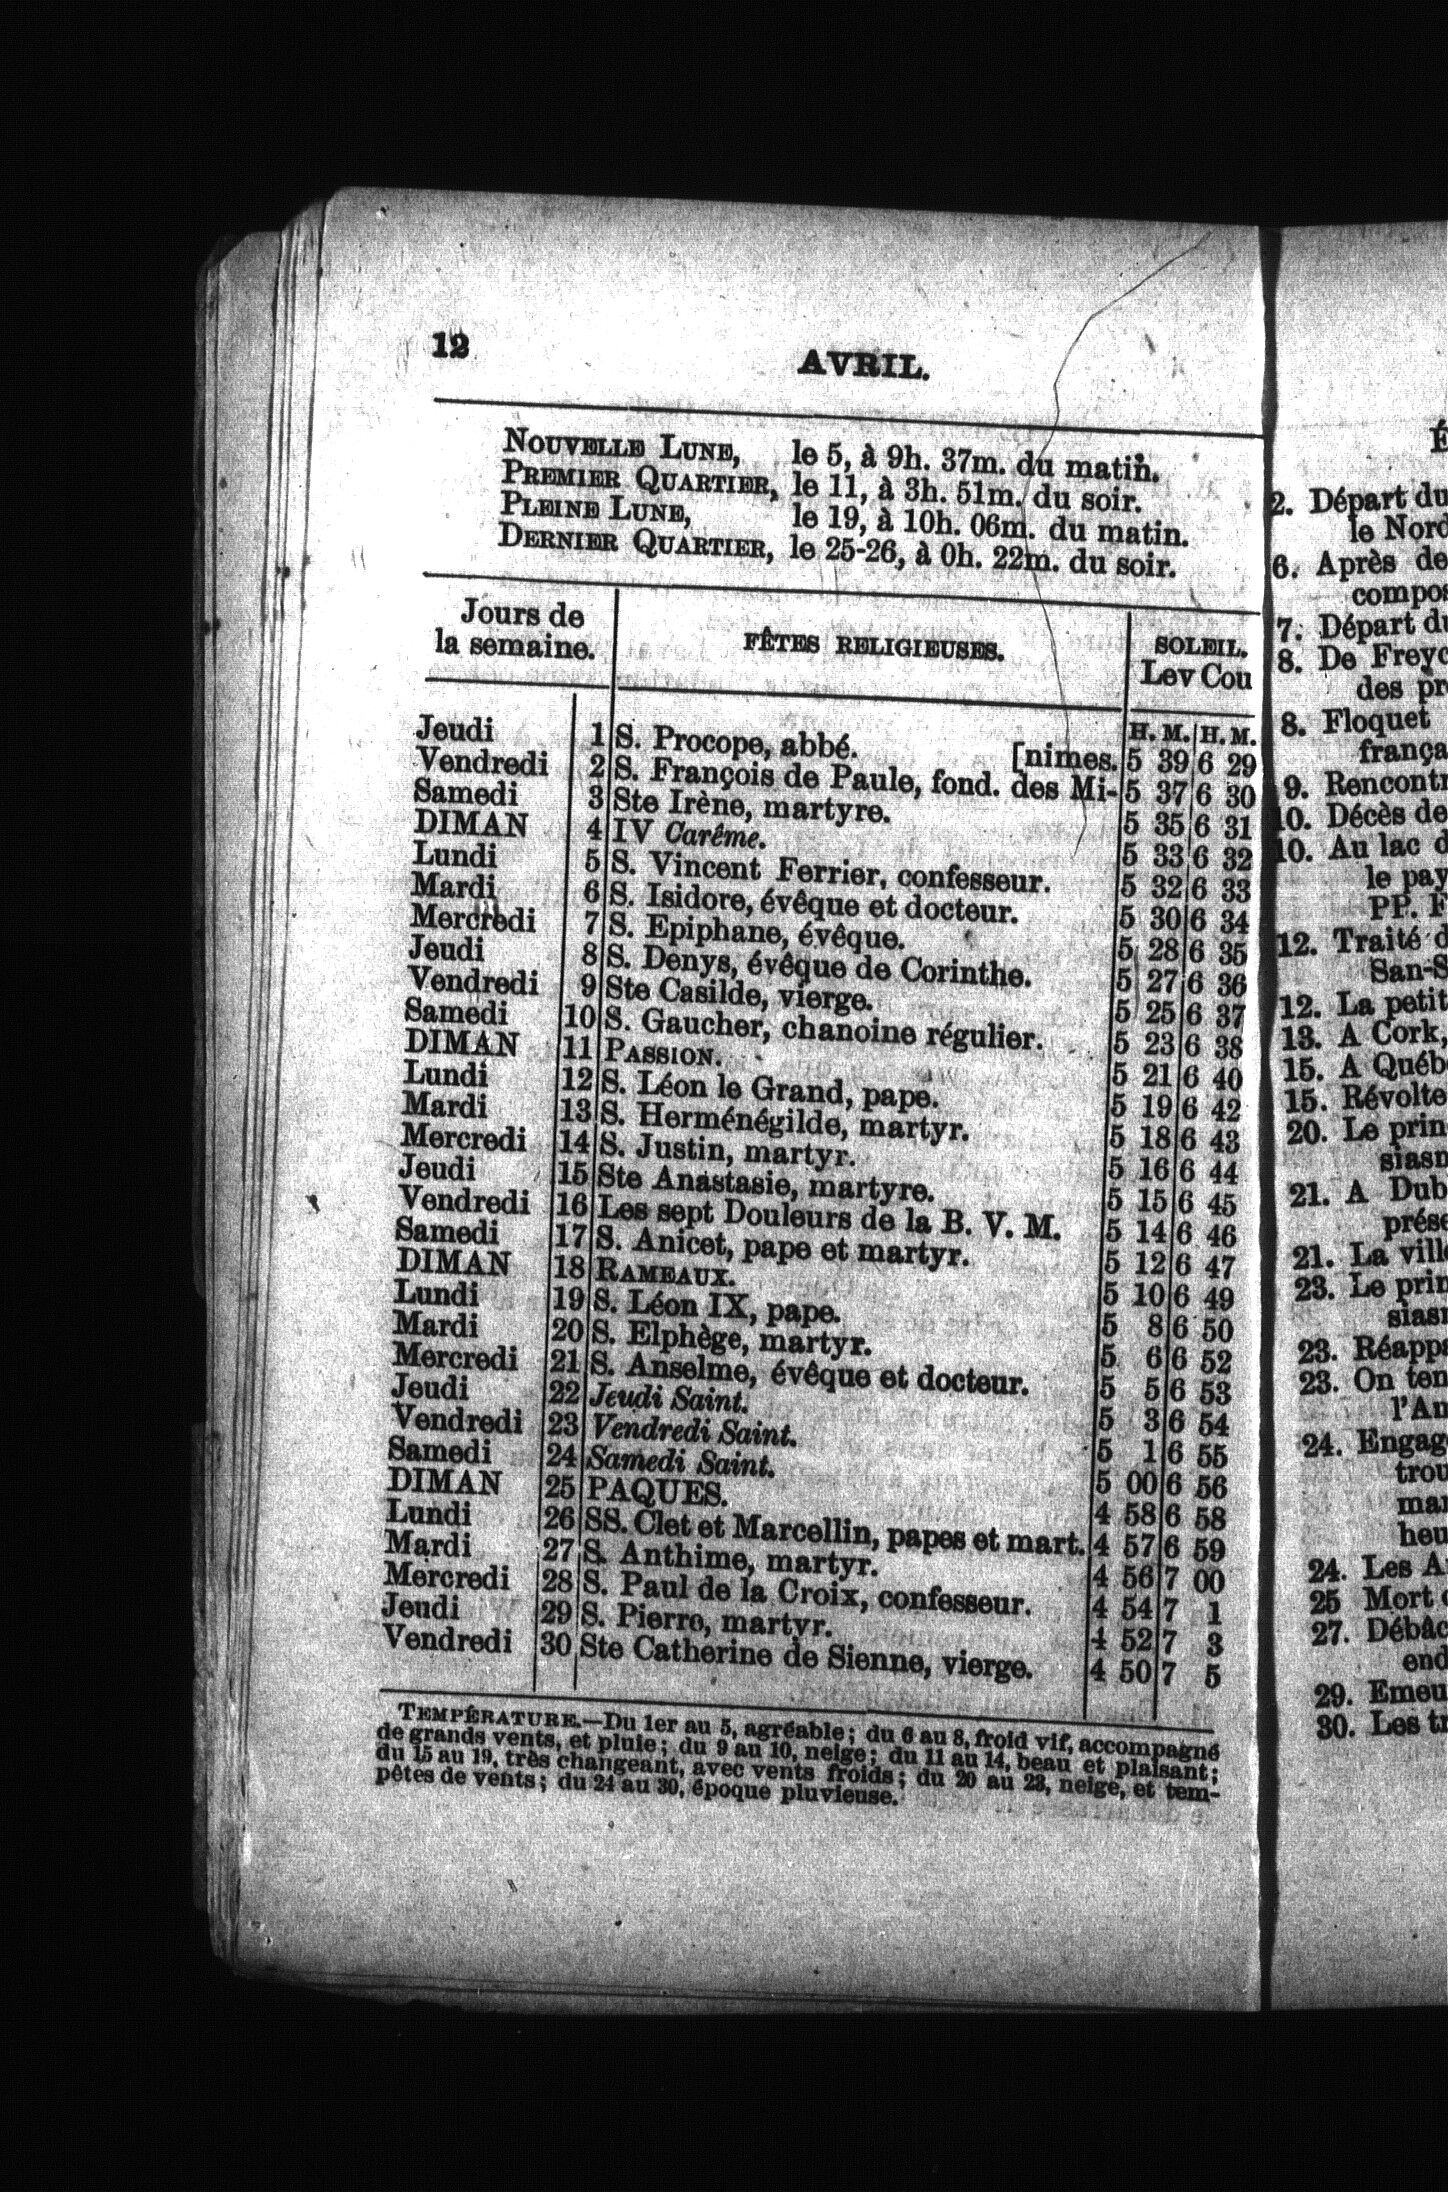 12
AVRIL.
NOUVELLE LUNE, le 5, à 9h. 37m. du matin.
PREMIER QUARTIER, le 11, à 3h. 51m. du soir.
PLEINE LUNE, le 19, à 10h. 06m. du matin.
DERNIER QUARTIER, le 25-26, à 0h. 22m. du soir.
Jours de la semaine. FÊTES RELIGIEUSES. SOLEIL.
Lev Cou
H. M. H. M.
Jeudi 1 S. Procope, abbé. [nimes. 5 39 6 29
Vendredi 2 S. François de Paule, fond. des Mi- 5 37 6 30
Samedi 3 Ste Irène, martyre. 5 35 6 31
DIMAN 4 IV Carême. 5 33 6 32
Lundi 5 S. Vincent Ferrier, confesseur. 5 32 6 33
Mardi 6 S. Isidore, évêque et docteur. 5 30 6 34
Mercredi 7 S. Epiphane, évêque. 5 28 6 35
Jeudi 8 S. Denys, évêque de Corinthe. 5 27 6 36
Vendredi 9 Ste Casilde, vierge. 5 25 6 37
Samedi 10 S. Gaucher, chanoine régulier. 5 23 6 38
DIMAN 11 PASSION. 5 21 6 40
Lundi 12 S. Léon le Grand, pape. 5 19 6 42
Mardi 13 S. Herménégilde, martyr. 5 18 6 43
Mercredi 14 S. Justin, martyr. 5 16 6 44
Jeudi 15 Ste Anastasie, martyre. 5 15 6 45
Vendredi 16 Les sept Douleurs de la B. V. M. 5 14 6 46
Samedi 17 S. Anicet, pape et martyr. 5 12 6 47
DIMAN 18 RAMEAUX. 5 10 6 49
Lundi 19 S. Léon IX, pape. 5 8 6 50
Mardi 20 S. Elphège, martyr. 5 6 6 52
Mercredi 21 S. Anselme, évêque et docteur. 5 5 6 53
Jeudi 22 Jeudi Saint. 5 3 6 54
Vendredi 23 Vendredi Saint. 5 1 6 55
Samedi 24 Samedi Saint. 5 00 6 56
DIMAN 25 PAQUES. 4 58 6 58
Lundi 26 SS. Clet et Marcellin, papes et mart. 4 57 6 59
Mardi 27 S. Anthime, martyr. 4 56 7 00
Mercredi 28 S. Paul de la Croix, confesseur. 4 54 7 1
Jeudi 29 S. Pierre, martyr. 4 52 7 3
Vendredi 30 Ste Catherine de Sienne, vierge. 4 50 7 5
TEMPÉRATURE.—Du 1er au 5, agréable; du 6 au 8, froid vif, accompagné
de grands vents, et pluie; du 9 au 10, neige; du 11 au 14, beau et plaisant;
du 15 au 19, très changeant, avec vents froids; du 20 au 23, neige, et tem-
pêtes de vents; du 24 au 30, époque pluvieuse.
É
2. Départ du
le Nord
6. Après de
compos
7. Départ du
8. De Freyc
des pr
8. Floquet
frança
9. Rencontr
10. Décès de
10. Au lac d
le pay
PP. F
12. Traité d
San-S
12. La petit
13. A Cork,
15. A Québ
15. Révolte
20. Le prin
siasm
21. A Dub
prése
21. La ville
23. Le prin
siasm
23. Réappa
23. On ten
l'Au
24. Engag
trou
mar
heu
24. Les A
25 Mort
27. Débâc
end
29. Emeu
30. Les tr